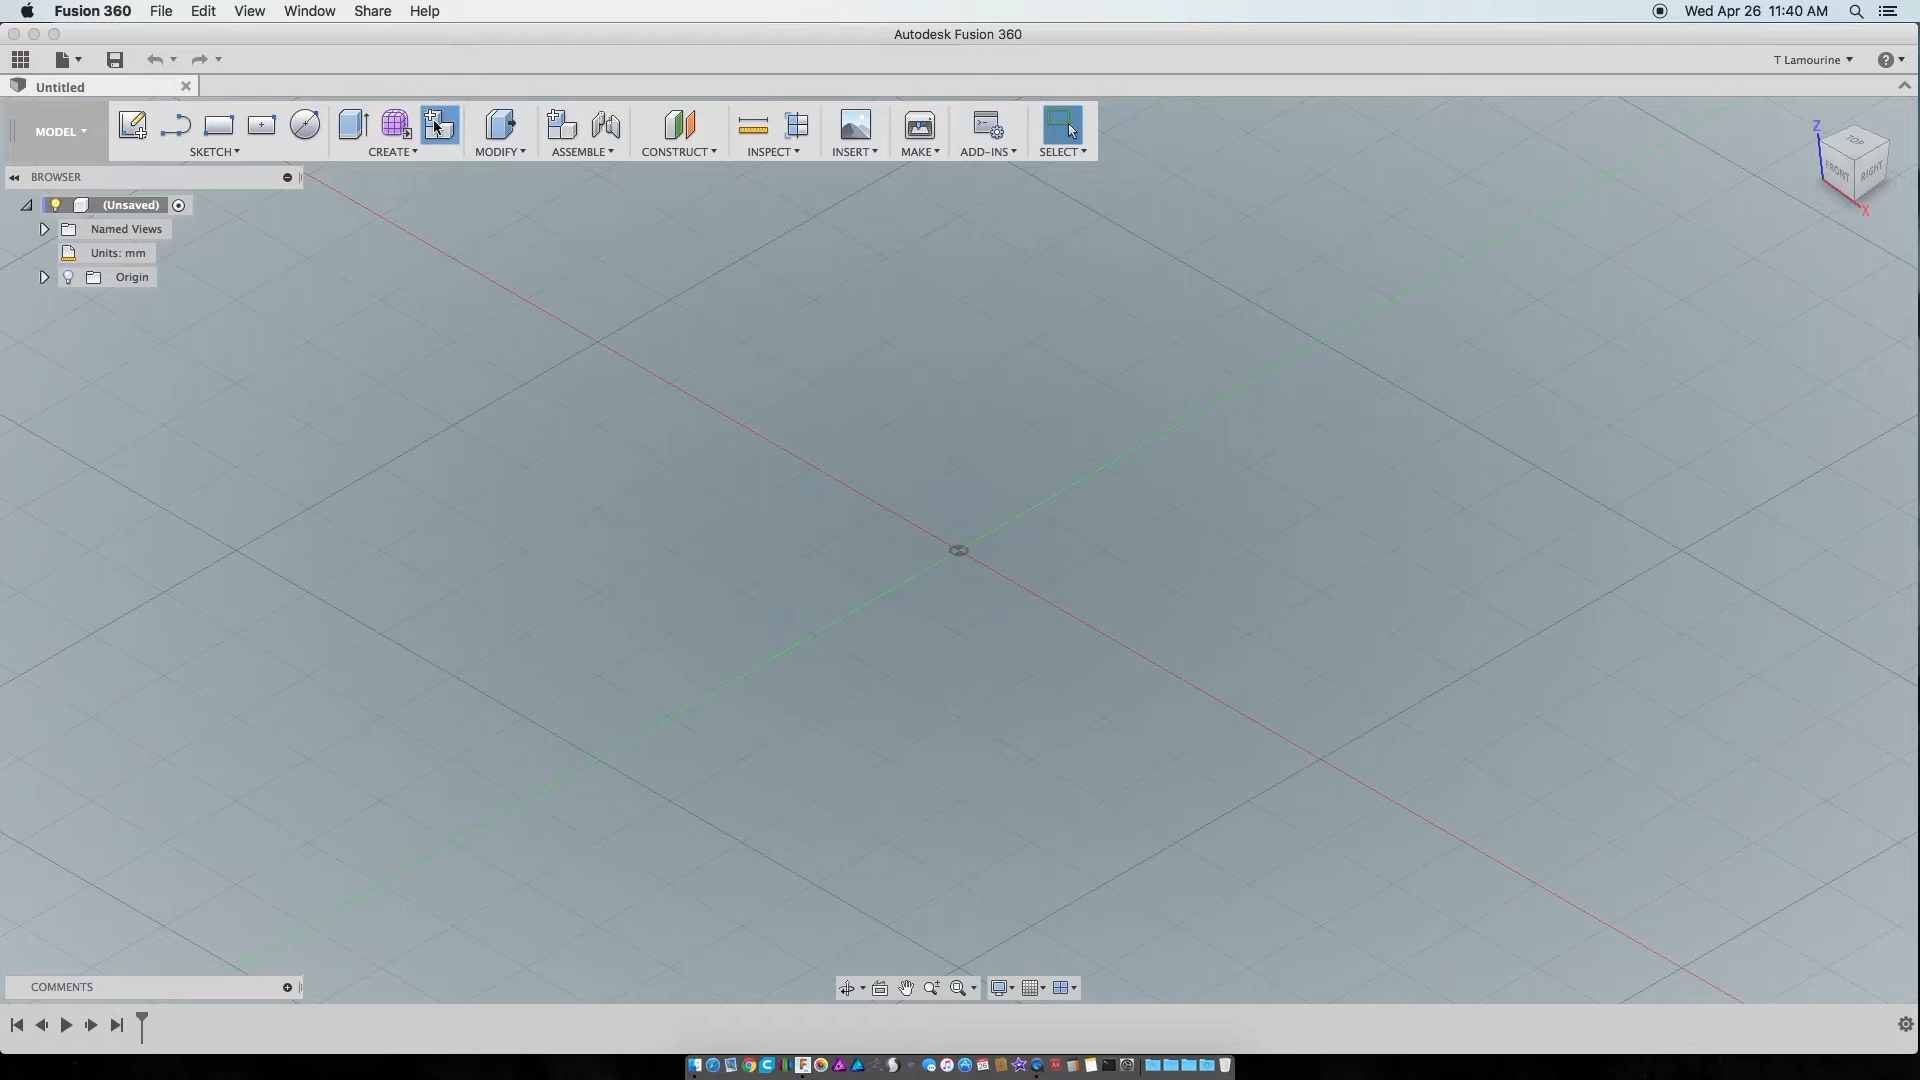 Fusion 360 File Edit View Window Share Help Wed Apr 26 11:40 AM
Autodesk Fusion 360
T Lamourine
Untitled
MODEL
SKETCH CREATE MODIFY ASSEMBLE CONSTRUCT INSPECT INSERT MAKE ADD-INS SELECT
Z
TOP
FRONT RIGHT
X
BROWSER
(Unsaved)
Named Views
Units: mm
Origin
COMMENTS